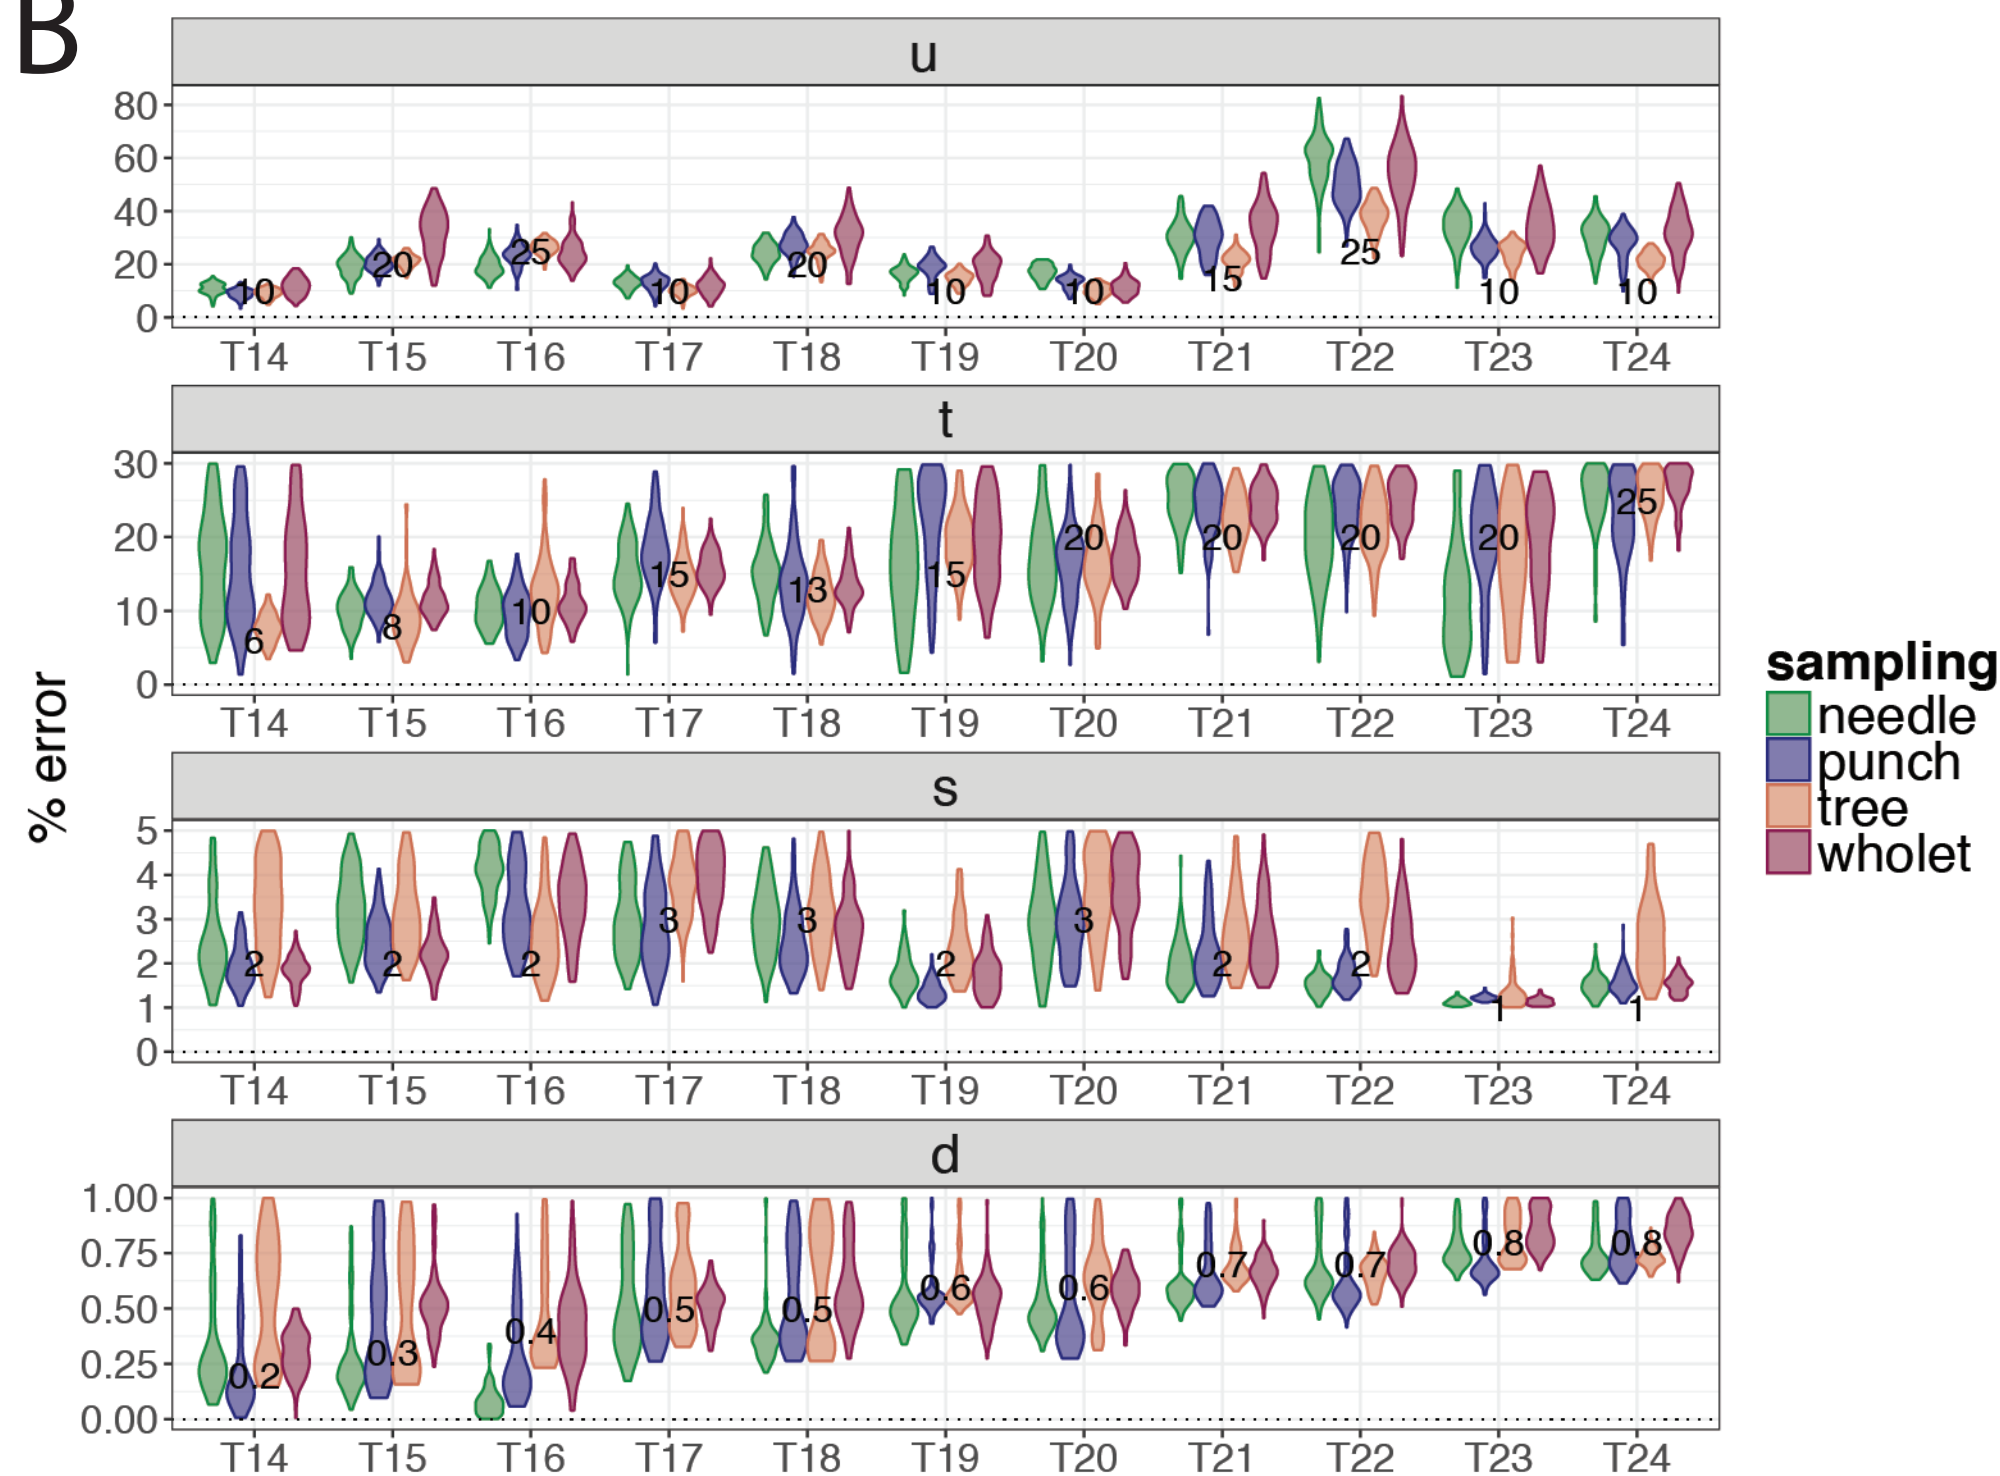 B
u
80
60
40
20
0
10 20 25 10 20 10 10 15 25 10 10
T14 T15 T16 T17 T18 T19 T20 T21 T22 T23 T24
t
30
20
10
0
6 8 10 15 13 15 20 20 20 20 25
T14 T15 T16 T17 T18 T19 T20 T21 T22 T23 T24
s
5
4
3
2
1
0
2 2 2 3 3 2 3 2 2 1 1
T14 T15 T16 T17 T18 T19 T20 T21 T22 T23 T24
d
1.00
0.75
0.50
0.25
0.00
0.2 0.3 0.4 0.5 0.5 0.6 0.6 0.7 0.7 0.8 0.8
T14 T15 T16 T17 T18 T19 T20 T21 T22 T23 T24
% error
sampling
needle
punch
tree
wholet